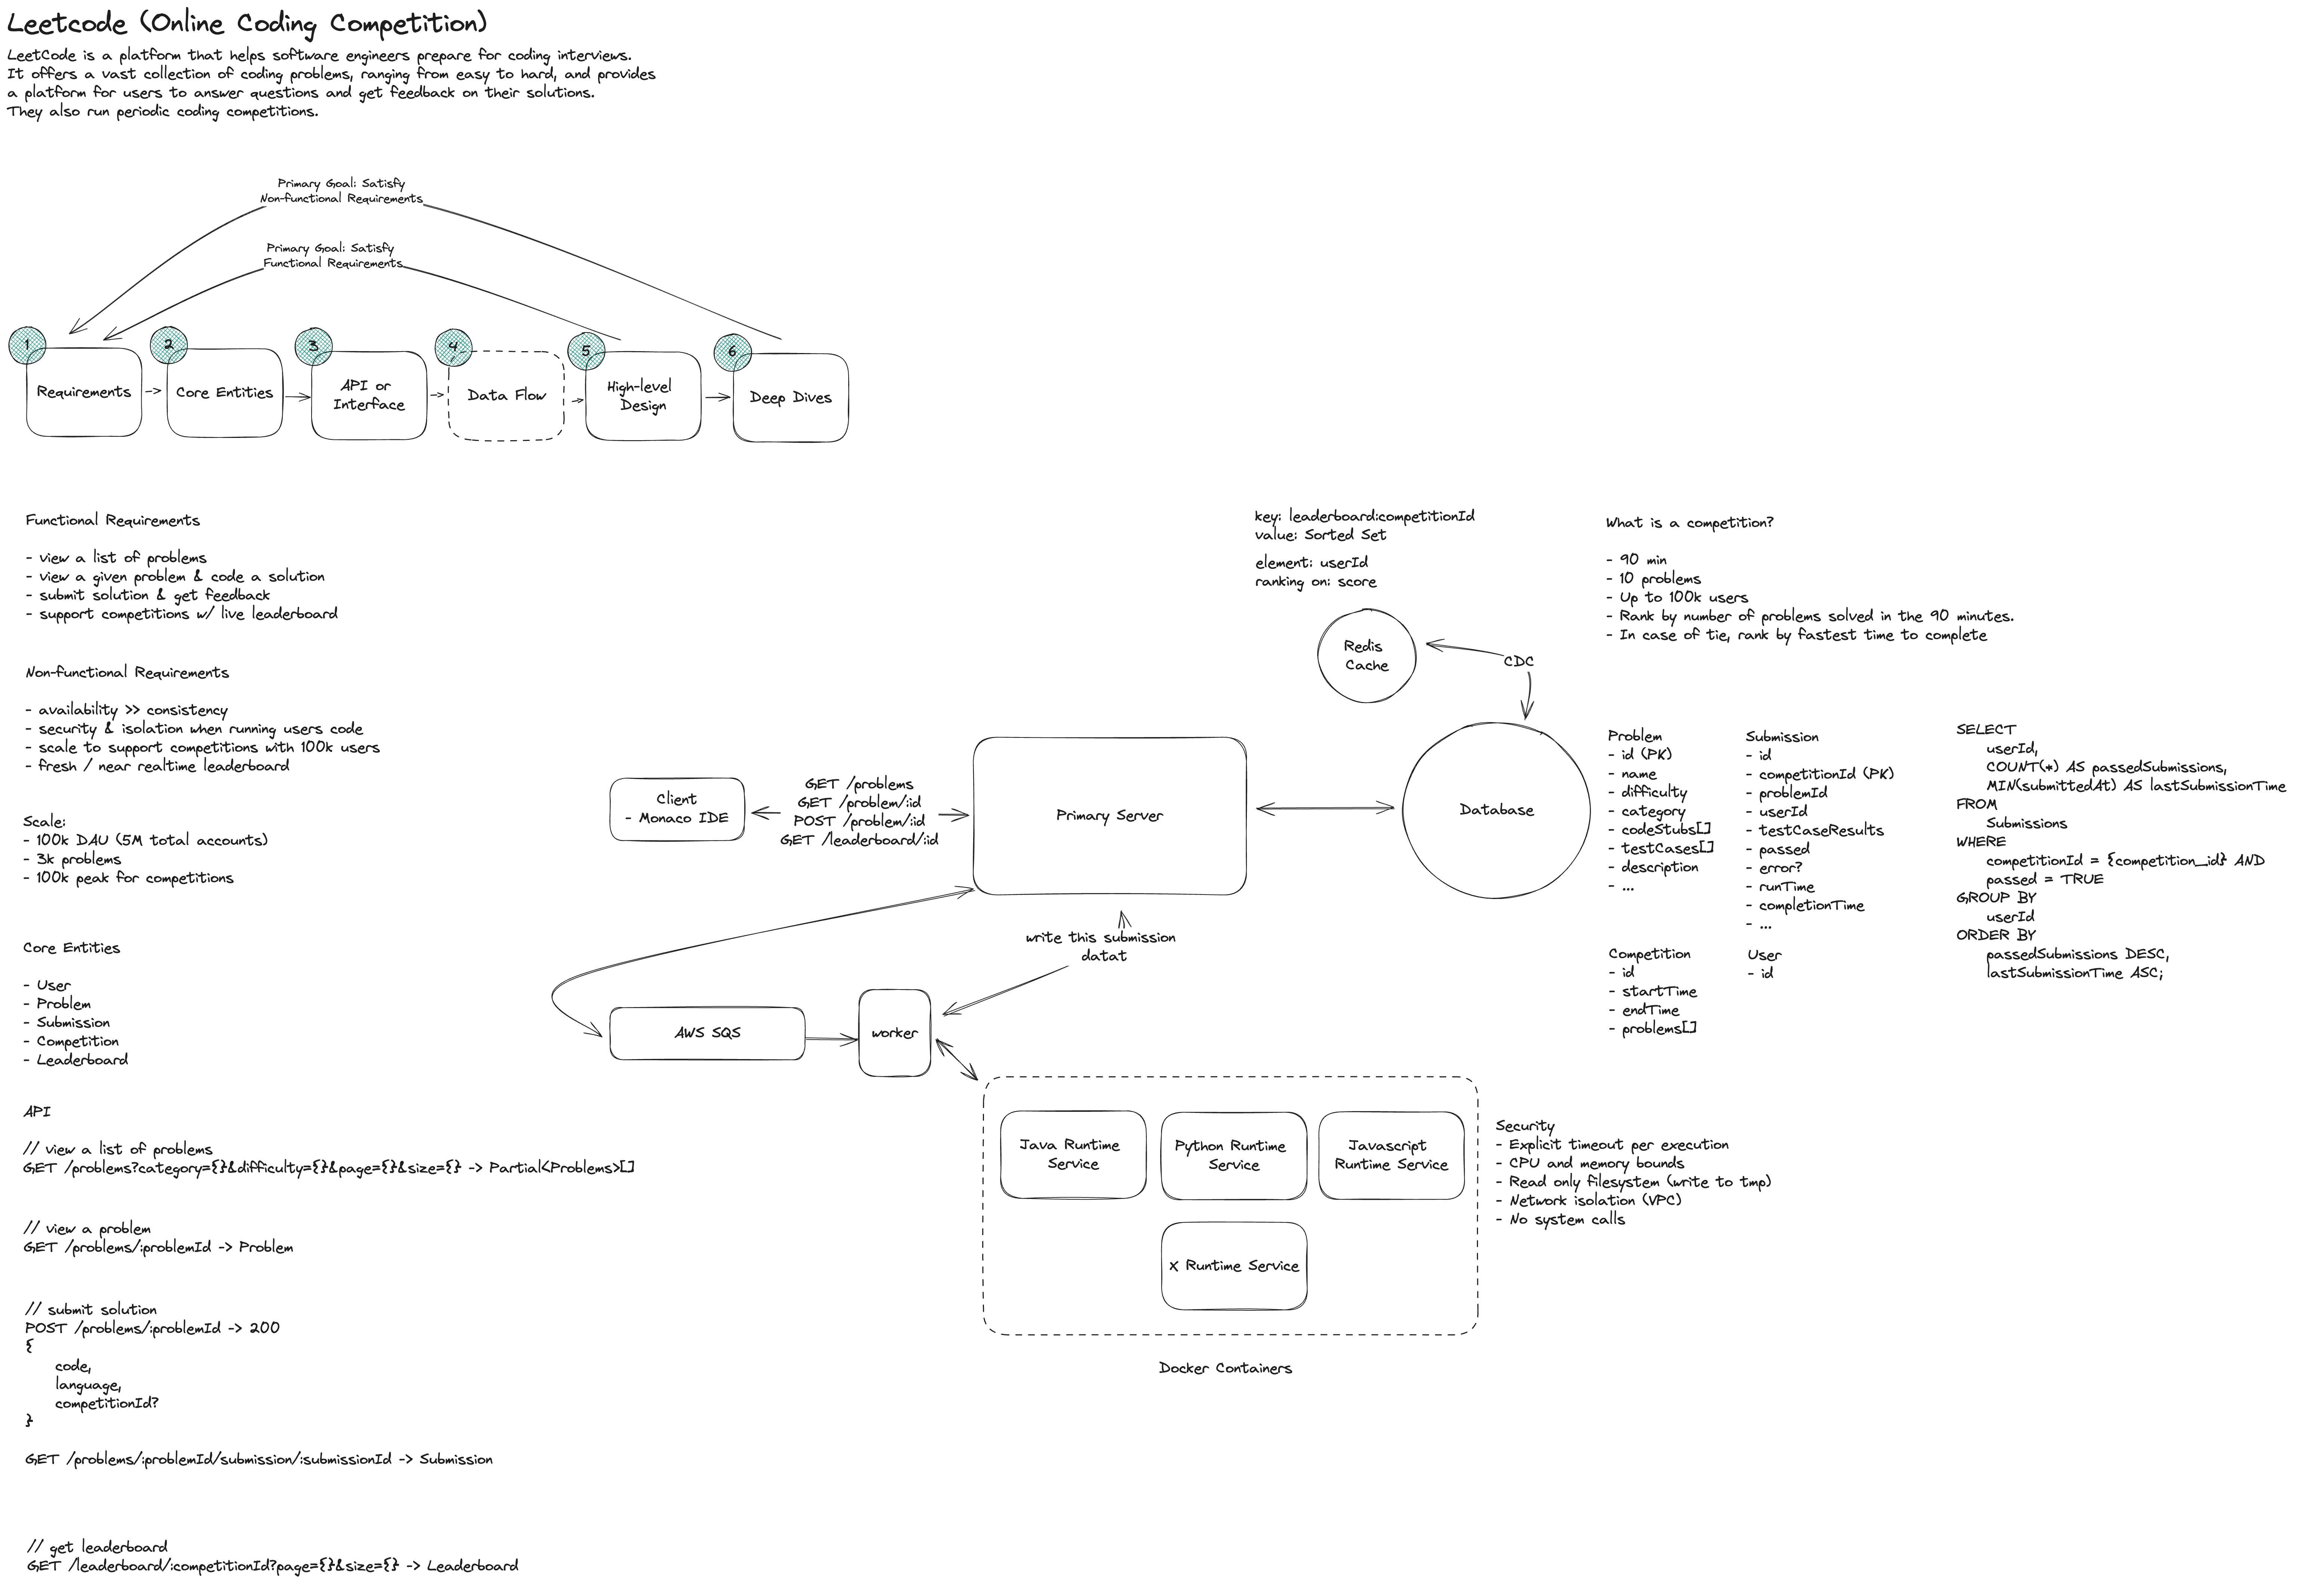 Leetcode (Online Coding Competition)
LeetCode is a platform that helps software engineers prepare for coding interviews.
It offers a vast collection of coding problems, ranging from easy to hard, and provides
a platform for users to answer questions and get feedback on their solutions.
They also run periodic coding competitions.
Primary Goal: Satisfy
Non-functional Requirements
Primary Goal: Satisfy
Functional Requirements
1
Requirements
2
Core Entities
3
API or
Interface
4
Data Flow
5
High-level
Design
6
Deep Dives
Functional Requirements
- view a list of problems
- view a given problem & code a solution
- submit solution & get feedback
- support competitions w/ live leaderboard
Non-functional Requirements
- availability >> consistency
- security & isolation when running users code
- scale to support competitions with 100k users
- fresh / near realtime leaderboard
Scale:
- 100k DAU (5M total accounts)
- 3k problems
- 100k peak for competitions
Core Entities
- User
- Problem
- Submission
- Competition
- Leaderboard
API
// view a list of problems
GET /problems?category={}&difficulty={}&page={}&size={} -> Partial<Problems>[]
// view a problem
GET /problems/:problemId -> Problem
// submit solution
POST /problems/:problemId -> 200
{
code,
language,
competitionId?
}
GET /problems/:problemId/submission/:submissionId -> Submission
// get leaderboard
GET /leaderboard/:competitionId?page={}&size={} -> Leaderboard
Client
- Monaco IDE
GET /problems
GET /problem/:id
POST /problem/:id
GET /leaderboard/:id
Primary Server
write this submission
datat
AWS SQS
worker
Java Runtime
Service
Python Runtime
Service
Javascript
Runtime Service
X Runtime Service
Docker Containers
key: leaderboard:competitionId
value: Sorted Set
element: userId
ranking on: score
Redis
Cache
CDC
Database
What is a competition?
- 90 min
- 10 problems
- Up to 100k users
- Rank by number of problems solved in the 90 minutes.
- In case of tie, rank by fastest time to complete
Problem
- id (PK)
- name
- difficulty
- category
- codeStubs[]
- testCases[]
- description
- ...
Submission
- id
- competitionId (PK)
- problemId
- userId
- testCaseResults
- passed
- error?
- runTime
- completionTime
- ...
Competition
- id
- startTime
- endTime
- problems[]
User
- id
SELECT
userId,
COUNT(*) AS passedSubmissions,
MIN(submittedAt) AS lastSubmissionTime
FROM
Submissions
WHERE
competitionId = {competition_id} AND
passed = TRUE
GROUP BY
userId
ORDER BY
passedSubmissions DESC,
lastSubmissionTime ASC;
Security
- Explicit timeout per execution
- CPU and memory bounds
- Read only filesystem (write to tmp)
- Network isolation (VPC)
- No system calls